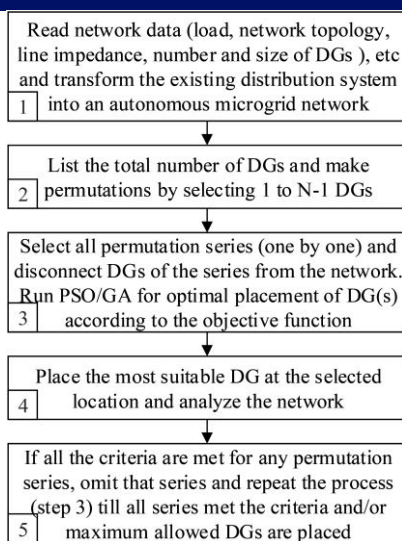 Read network data (load, network topology,
line impedance, number and size of DGs ), etc
and transform the existing distribution system
into an autonomous microgrid network
1
List the total number of DGs and make
permutations by selecting 1 to N-1 DGs
2
Select all permutation series (one by one) and
disconnect DGs of the series from the network.
Run PSO/GA for optimal placement of DG(s)
according to the objective function
3
Place the most suitable DG at the selected
location and analyze the network
4
If all the criteria are met for any permutation
series, omit that series and repeat the process
(step 3) till all series met the criteria and/or
maximum allowed DGs are placed
5